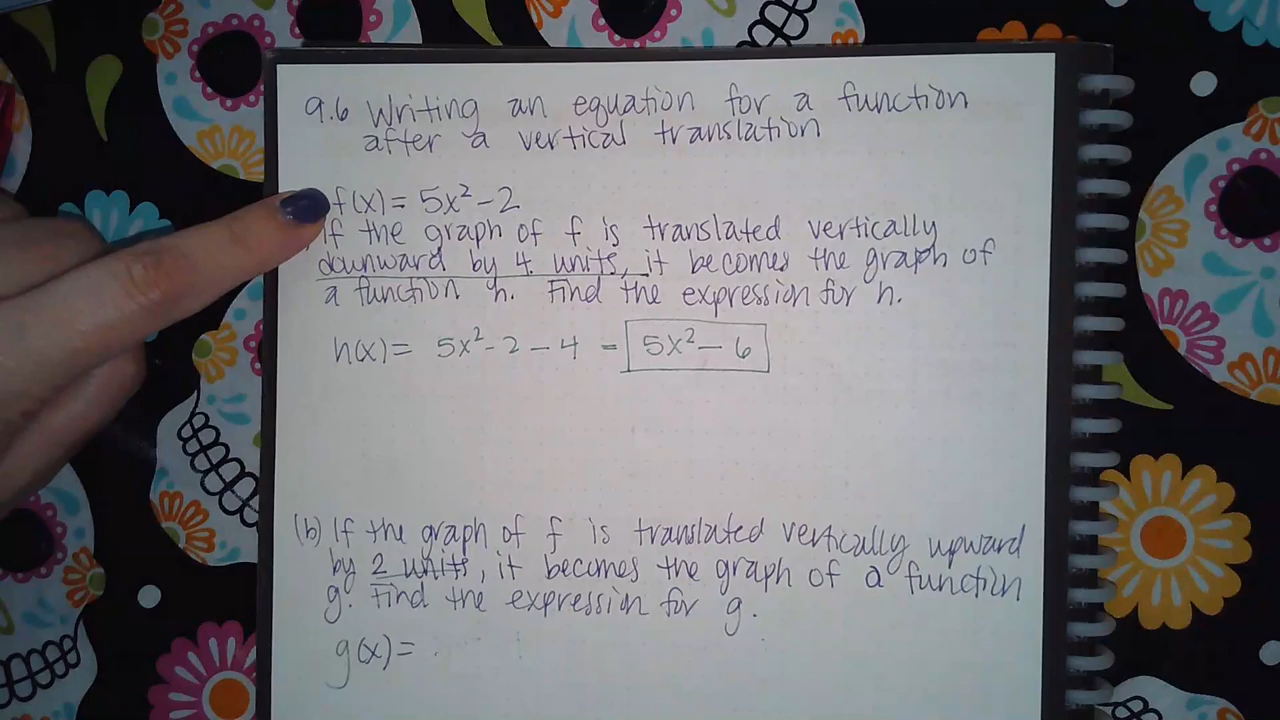 9.6 Writing an equation for a function
after a vertical translation
f(x) = 5x² - 2
If the graph of f is translated vertically
downward by 4 units, it becomes the graph of
a function h. Find the expression for h.
h(x) = 5x² - 2 - 4 = 5x² - 6
(b) If the graph of f is translated vertically upward
by 2 units, it becomes the graph of a function
g. Find the expression for g.
g(x) =